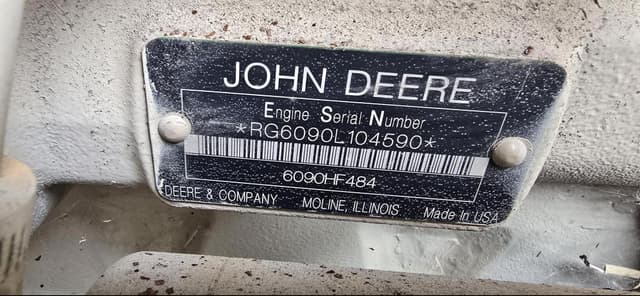 JOHN DEERE
Engine Serial Number
*RG6090L104590*
6090HF484
DEERE & COMPANY MOLINE, ILLINOIS Made In USA